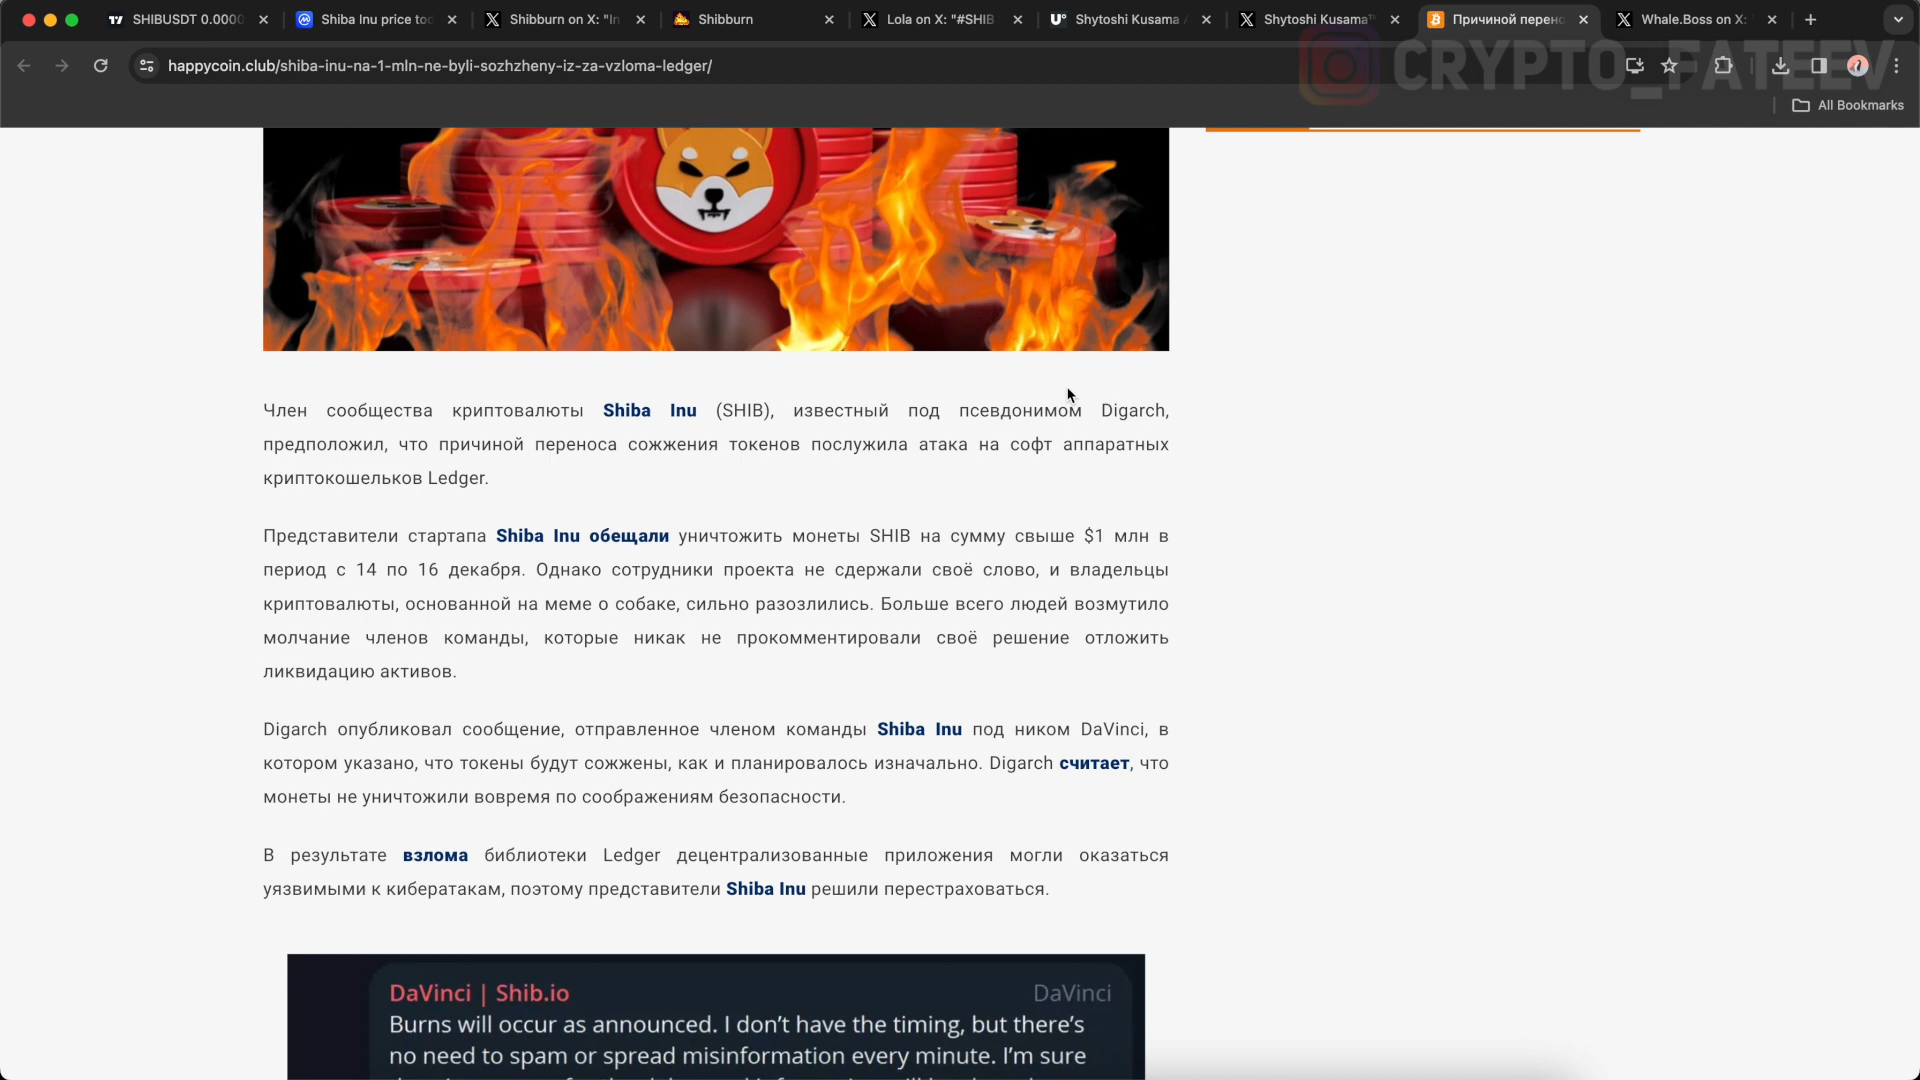 SHIBUSDT 0.0000
Shiba Inu price to
Shibburn on X: "In
Shibburn
Lola on X: "#SHIB
Shytoshi Kusama
Shytoshi Kusama™
Причиной перено
Whale.Boss on X:
happycoin.club/shiba-inu-na-1-mln-ne-byli-sozhzheny-iz-za-vzloma-ledger/
CRYPTO_FATEEV
All Bookmarks
Член сообщества криптовалюты Shiba Inu (SHIB), известный под псевдонимом Digarch,
предположил, что причиной переноса сожжения токенов послужила атака на софт аппаратных
криптокошельков Ledger.
Представители стартапа Shiba Inu обещали уничтожить монеты SHIB на сумму свыше $1 млн в
период с 14 по 16 декабря. Однако сотрудники проекта не сдержали своё слово, и владельцы
криптовалюты, основанной на меме о собаке, сильно разозлились. Больше всего людей возмутило
молчание членов команды, которые никак не прокомментировали своё решение отложить
ликвидацию активов.
Digarch опубликовал сообщение, отправленное членом команды Shiba Inu под ником DaVinci, в
котором указано, что токены будут сожжены, как и планировалось изначально. Digarch считает, что
монеты не уничтожили вовремя по соображениям безопасности.
В результате взлома библиотеки Ledger децентрализованные приложения могли оказаться
уязвимыми к кибератакам, поэтому представители Shiba Inu решили перестраховаться.
DaVinci | Shib.io DaVinci
Burns will occur as announced. I don't have the timing, but there's
no need to spam or spread misinformation every minute. I'm sure